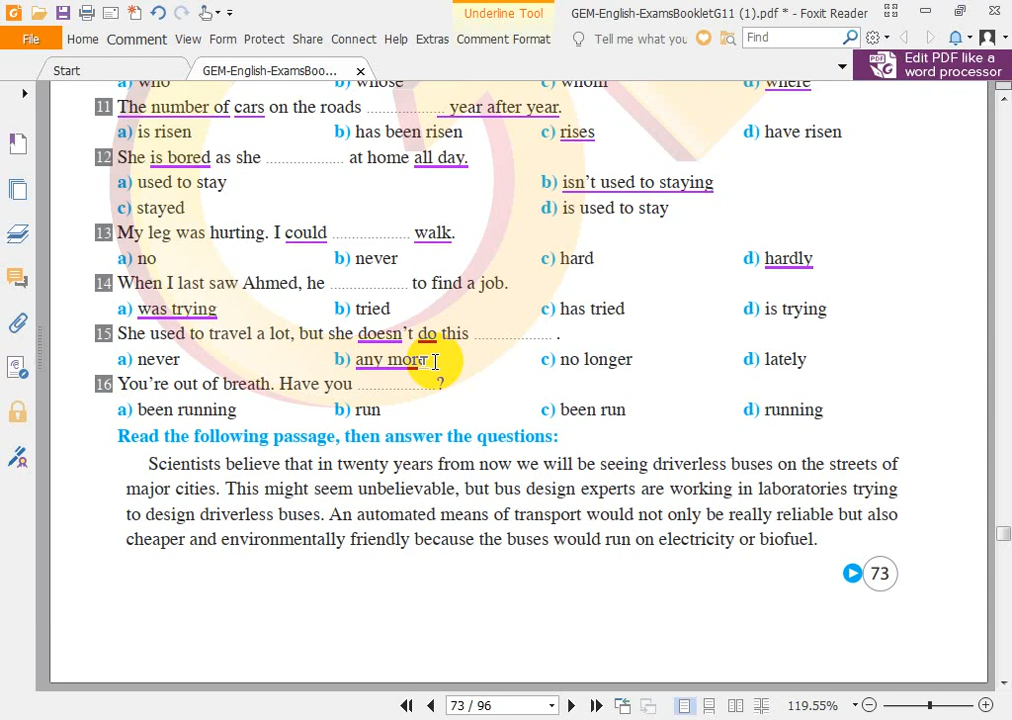 Underline Tool
GEM-English-ExamsBookletG11 (1).pdf * - Foxit Reader
File Home Comment View Form Protect Share Connect Help Extras Comment Format Tell me what you Find
Start GEM-English-ExamsBoo... Edit PDF like a word processor
a) who b) whose c) whom d) where
11 The number of cars on the roads .................... year after year.
a) is risen b) has been risen c) rises d) have risen
12 She is bored as she .................... at home all day.
a) used to stay b) isn't used to staying
c) stayed d) is used to stay
13 My leg was hurting. I could .................... walk.
a) no b) never c) hard d) hardly
14 When I last saw Ahmed, he .................... to find a job.
a) was trying b) tried c) has tried d) is trying
15 She used to travel a lot, but she doesn't do this .................... .
a) never b) any more c) no longer d) lately
16 You're out of breath. Have you ....................?
a) been running b) run c) been run d) running
Read the following passage, then answer the questions:
Scientists believe that in twenty years from now we will be seeing driverless buses on the streets of
major cities. This might seem unbelievable, but bus design experts are working in laboratories trying
to design driverless buses. An automated means of transport would not only be really reliable but also
cheaper and environmentally friendly because the buses would run on electricity or biofuel.
73
73 / 96 119.55%